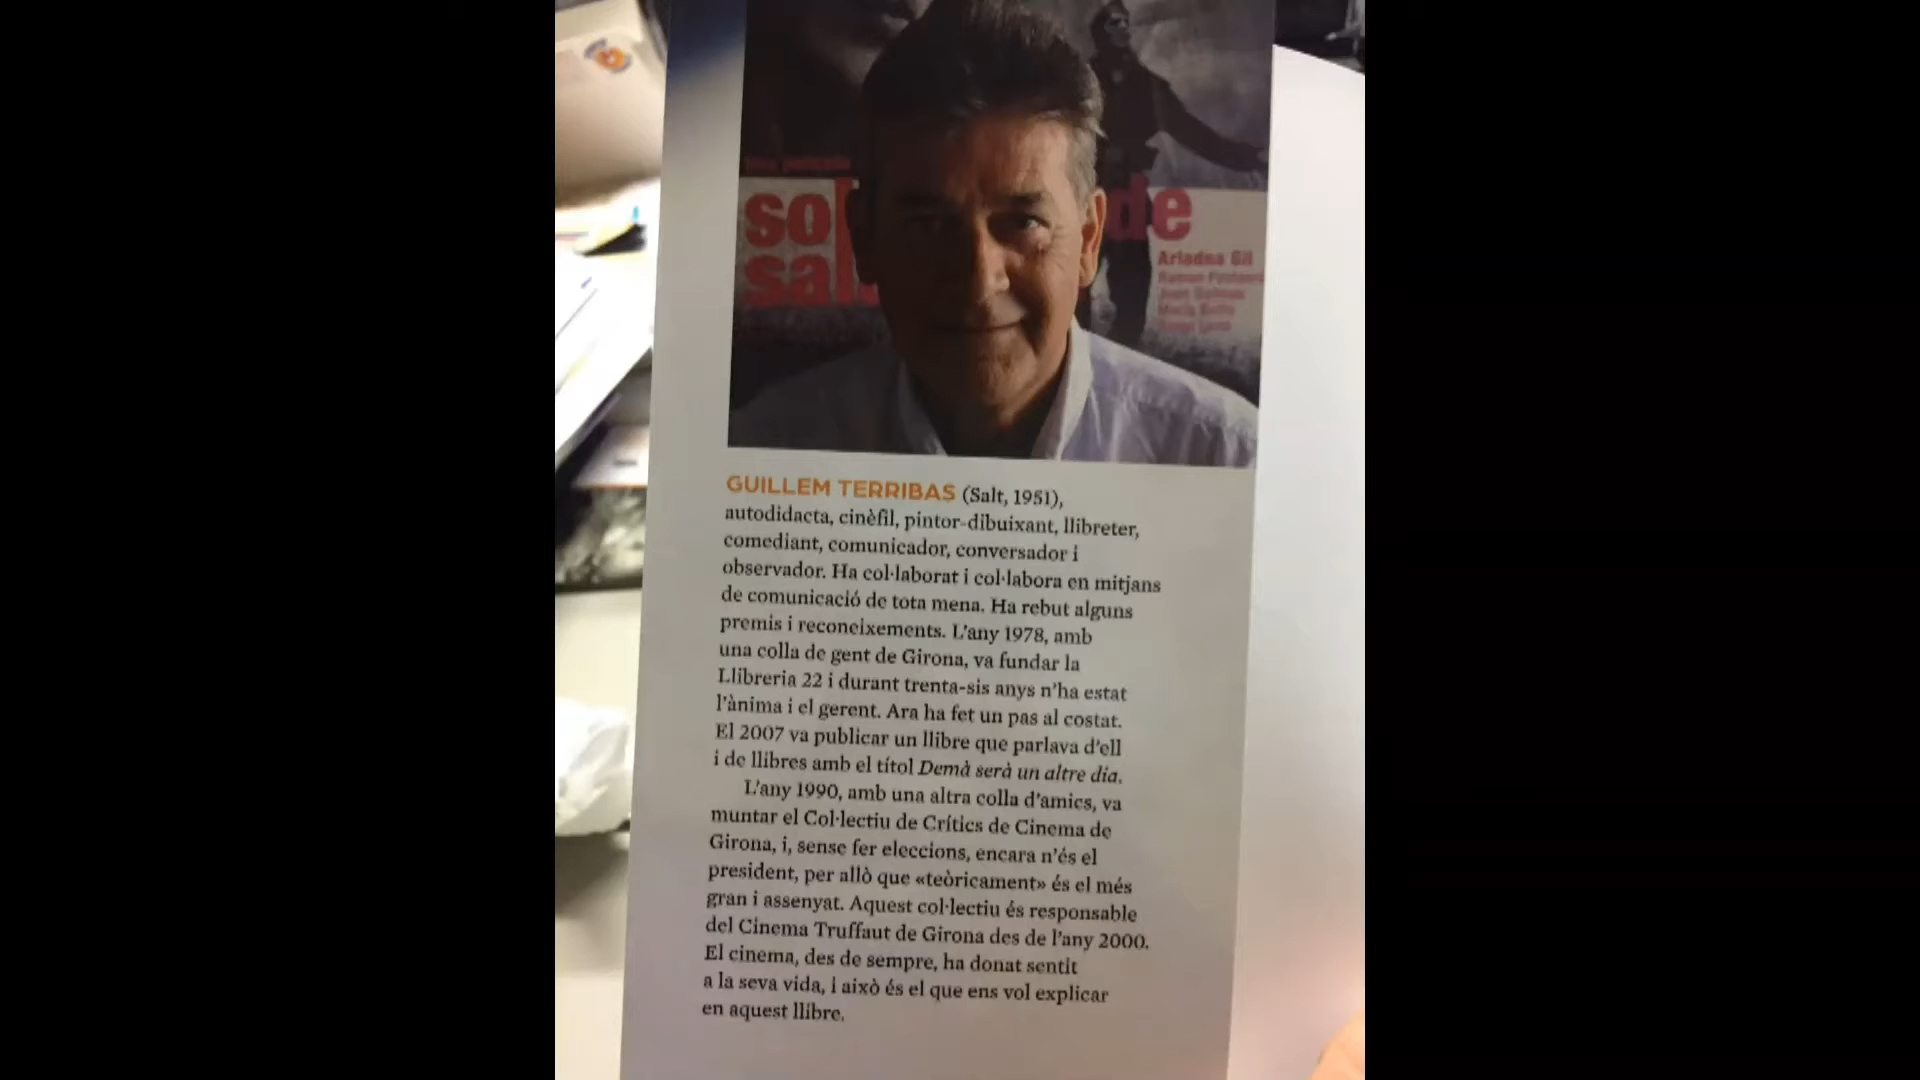 so de
sal
Ariadna Gil
GUILLEM TERRIBAS (Salt, 1951),
autodidacta, cinèfil, pintor-dibuixant, llibreter,
comediant, comunicador, conversador i
observador. Ha col·laborat i col·labora en mitjans
de comunicació de tota mena. Ha rebut alguns
premis i reconeixements. L'any 1978, amb
una colla de gent de Girona, va fundar la
Llibreria 22 i durant trenta-sis anys n'ha estat
l'ànima i el gerent. Ara ha fet un pas al costat.
El 2007 va publicar un llibre que parlava d'ell
i de llibres amb el títol Demà serà un altre dia.
L'any 1990, amb una altra colla d'amics, va
muntar el Col·lectiu de Crítics de Cinema de
Girona, i, sense fer eleccions, encara n'és el
president, per allò que «teòricament» és el més
gran i assenyat. Aquest col·lectiu és responsable
del Cinema Truffaut de Girona des de l'any 2000.
El cinema, des de sempre, ha donat sentit
a la seva vida, i això és el que ens vol explicar
en aquest llibre.